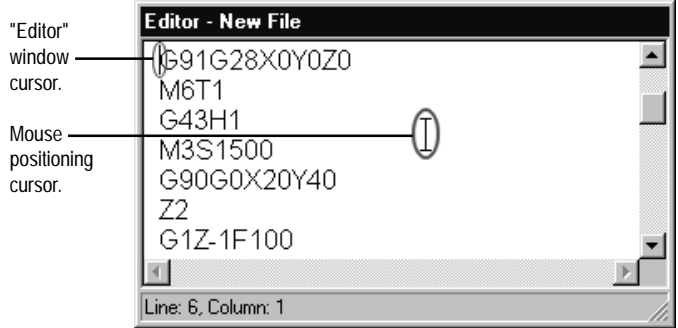 "Editor"
window
cursor.
Mouse
positioning
cursor.
Editor - New File
G91G28X0Y0Z0
M6T1
G43H1
M3S1500
G90G0X20Y40
Z2
G1Z-1F100
Line: 6, Column: 1